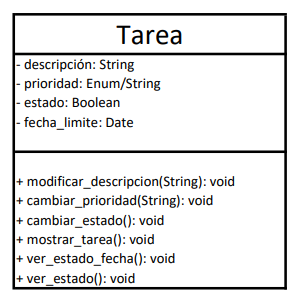 Tarea
- descripción: String
- prioridad: Enum/String
- estado: Boolean
- fecha_limite: Date
+ modificar_descripcion(String): void
+ cambiar_prioridad(String): void
+ cambiar_estado(): void
+ mostrar_tarea(): void
+ ver_estado_fecha(): void
+ ver_estado(): void